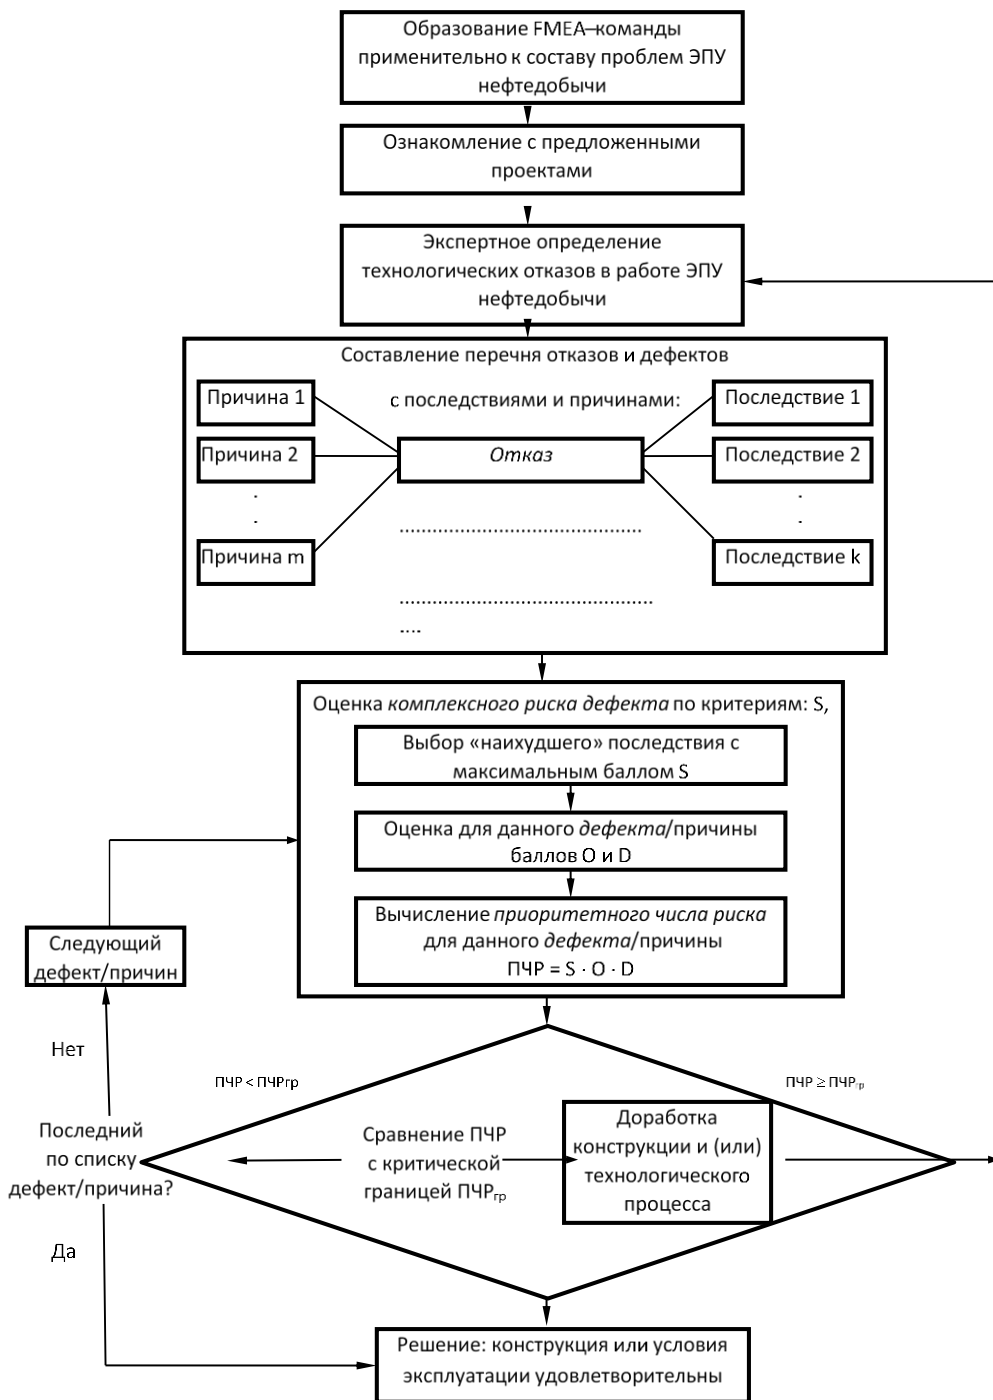 Образование FMEA–команды
применительно к составу проблем ЭПУ
нефтедобычи
Ознакомление с предложенными
проектами
Экспертное определение
технологических отказов в работе ЭПУ
нефтедобычи
Составление перечня отказов и дефектов
с последствиями и причинами:
Причина 1
Последствие 1
Причина 2
Отказ
Последствие 2
.
.
.
.
.............................................
Причина m
Последствие k
...............................................
....
Оценка комплексного риска дефекта по критериям: S,
Выбор «наихудшего» последствия с
максимальным баллом S
Оценка для данного дефекта/причины
баллов O и D
Вычисление приоритетного числа риска
для данного дефекта/причины
ПЧР = S · O · D
Следующий
дефект/причин
Нет
ПЧР < ПЧРгр
ПЧР ≥ ПЧРгр
Последний
по списку
дефект/причина?
Сравнение ПЧР
с критической
границей ПЧРгр
Доработка
конструкции и (или)
технологического
процесса
Да
Решение: конструкция или условия
эксплуатации удовлетворительны